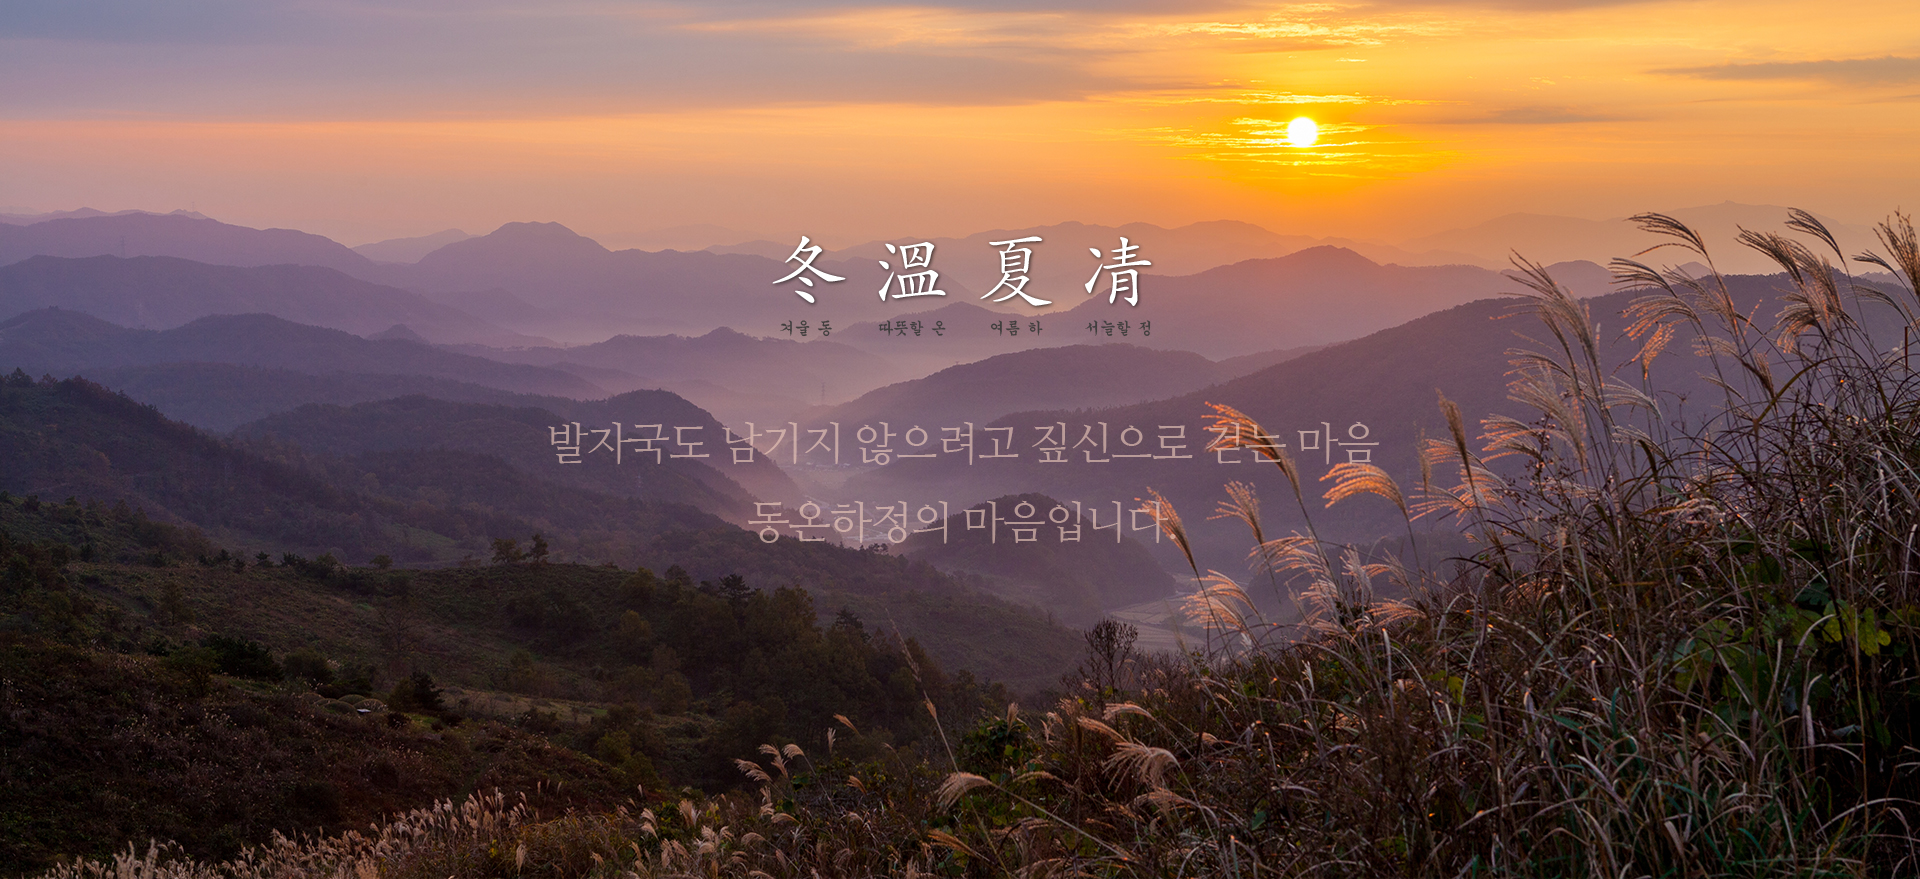 冬溫夏凊
겨울 동 따뜻할 온 여름 하 서늘할 정
발자국도 남기지 않으려고 짚신으로 걷는 마음
동온하정의 마음입니다